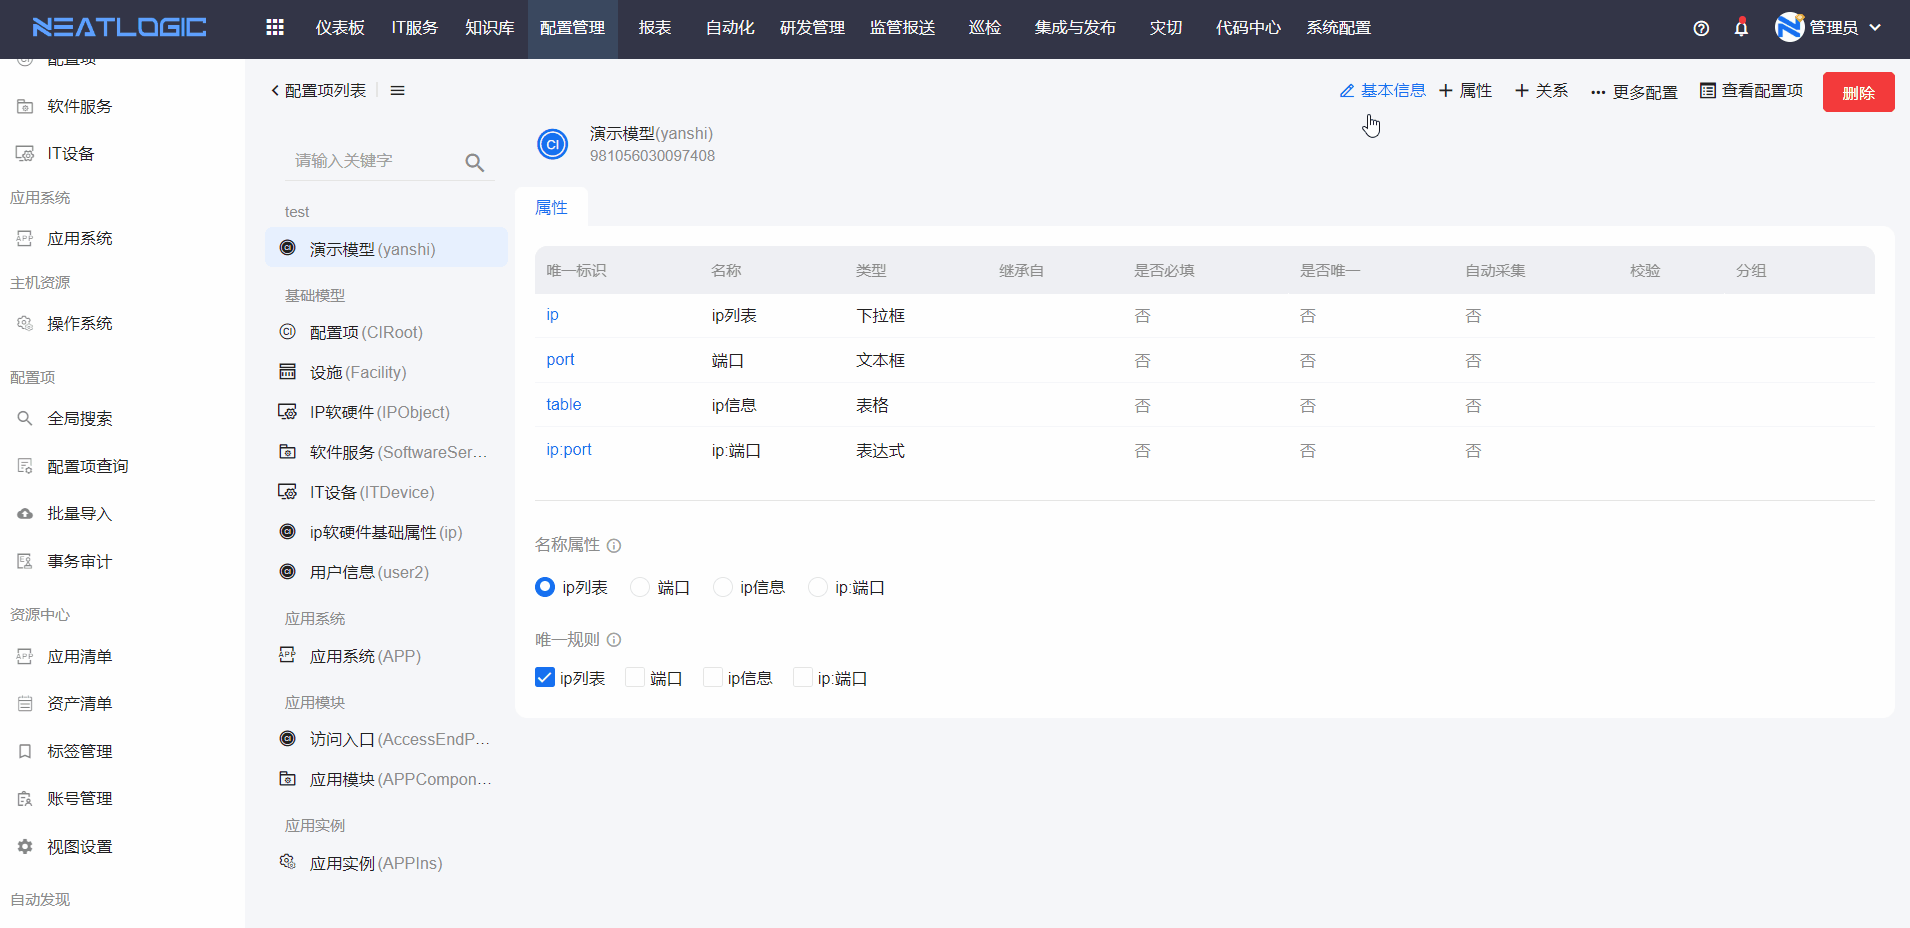 NEATLOGIC
仪表板
IT服务
知识库
配置管理
报表
自动化
研发管理
监管报送
巡检
集成与发布
灾切
代码中心
系统配置
管理员
配置项
软件服务
IT设备
应用系统
APP 应用系统
主机资源
操作系统
配置项
全局搜索
配置项查询
批量导入
事务审计
资源中心
APP 应用清单
资产清单
标签管理
账号管理
视图设置
自动发现
配置项列表
请输入关键字
test
CI 演示模型(yanshi)
基础模型
CI 配置项(CIRoot)
设施(Facility)
IP软硬件(IPObject)
软件服务(SoftwareSer...
IT设备(ITDevice)
CI ip软硬件基础属性(ip)
CI 用户信息(user2)
应用系统
APP 应用系统(APP)
应用模块
CI 访问入口(AccessEndP...
应用模块(APPCompon...
应用实例
应用实例(APPIns)
基本信息
属性
关系
更多配置
查看配置项
删除
CI 演示模型(yanshi)
981056030097408
属性
唯一标识 名称 类型 继承自 是否必填 是否唯一 自动采集 校验 分组
ip ip列表 下拉框 否 否 否
port 端口 文本框 否 否 否
table ip信息 表格 否 否 否
ip:port ip:端口 表达式 否 否 否
名称属性
ip列表 端口 ip信息 ip:端口
唯一规则
ip列表 端口 ip信息 ip:端口